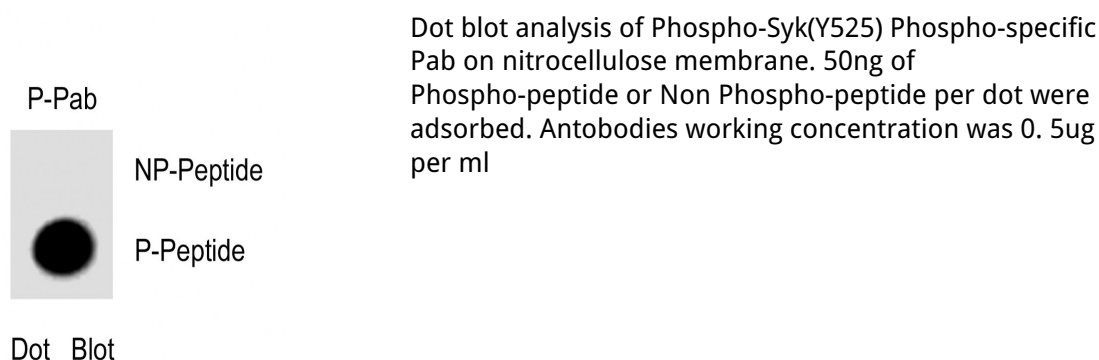 Dot blot analysis of Phospho-Syk(Y525) Phospho-specific
Pab on nitrocellulose membrane. 50ng of
Phospho-peptide or Non Phospho-peptide per dot were
adsorbed. Antobodies working concentration was 0. 5ug
per ml
P-Pab
NP-Peptide
P-Peptide
Dot Blot